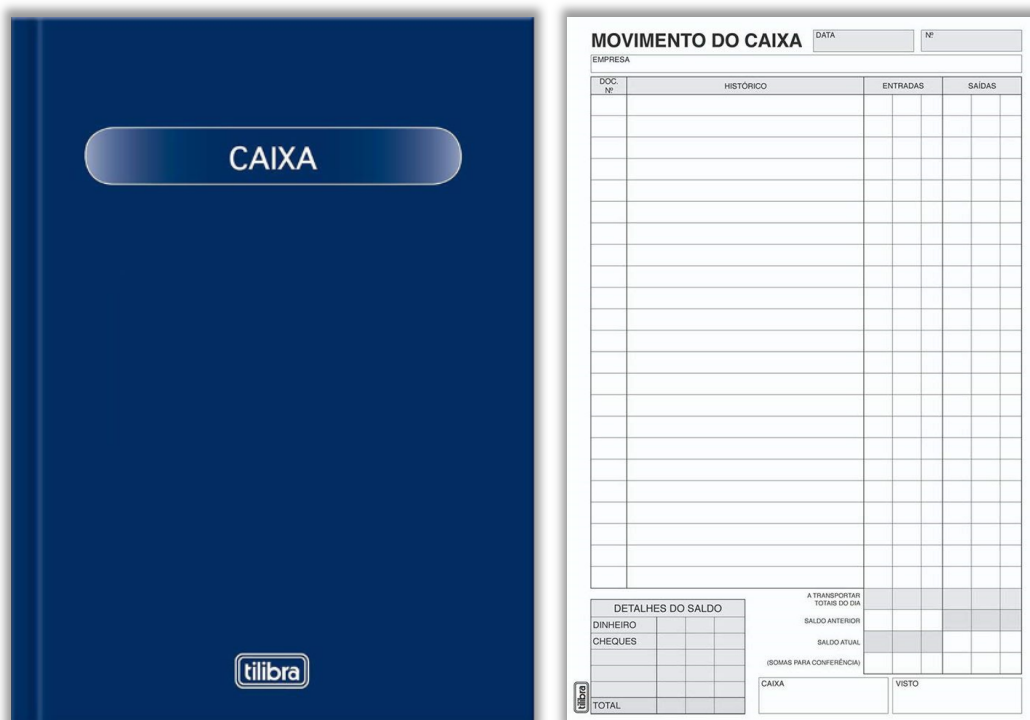 CAIXA
tilibra
MOVIMENTO DO CAIXA
DATA
Nº
EMPRESA
DOC.
Nº
HISTÓRICO
ENTRADAS
SAÍDAS
A TRANSPORTAR
TOTAIS DO DIA
SALDO ANTERIOR
SALDO ATUAL
(SOMAS PARA CONFERÊNCIA)
DETALHES DO SALDO
DINHEIRO
CHEQUES
TOTAL
CAIXA
VISTO
tilibra